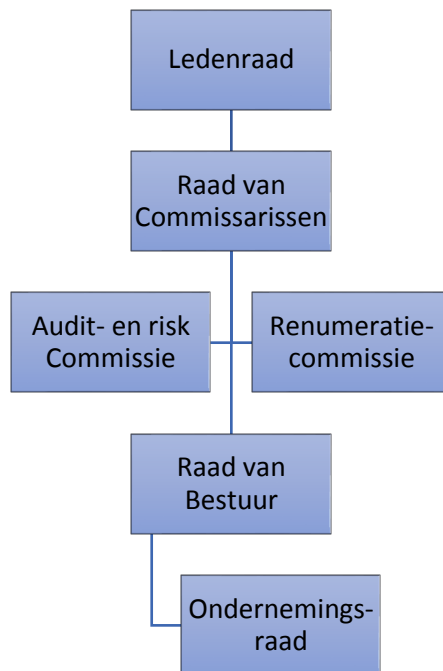 Ledenraad
Raad van
Commissarissen
Audit- en risk
Commissie
Renumeratie-
commissie
Raad van
Bestuur
Ondernemings-
raad